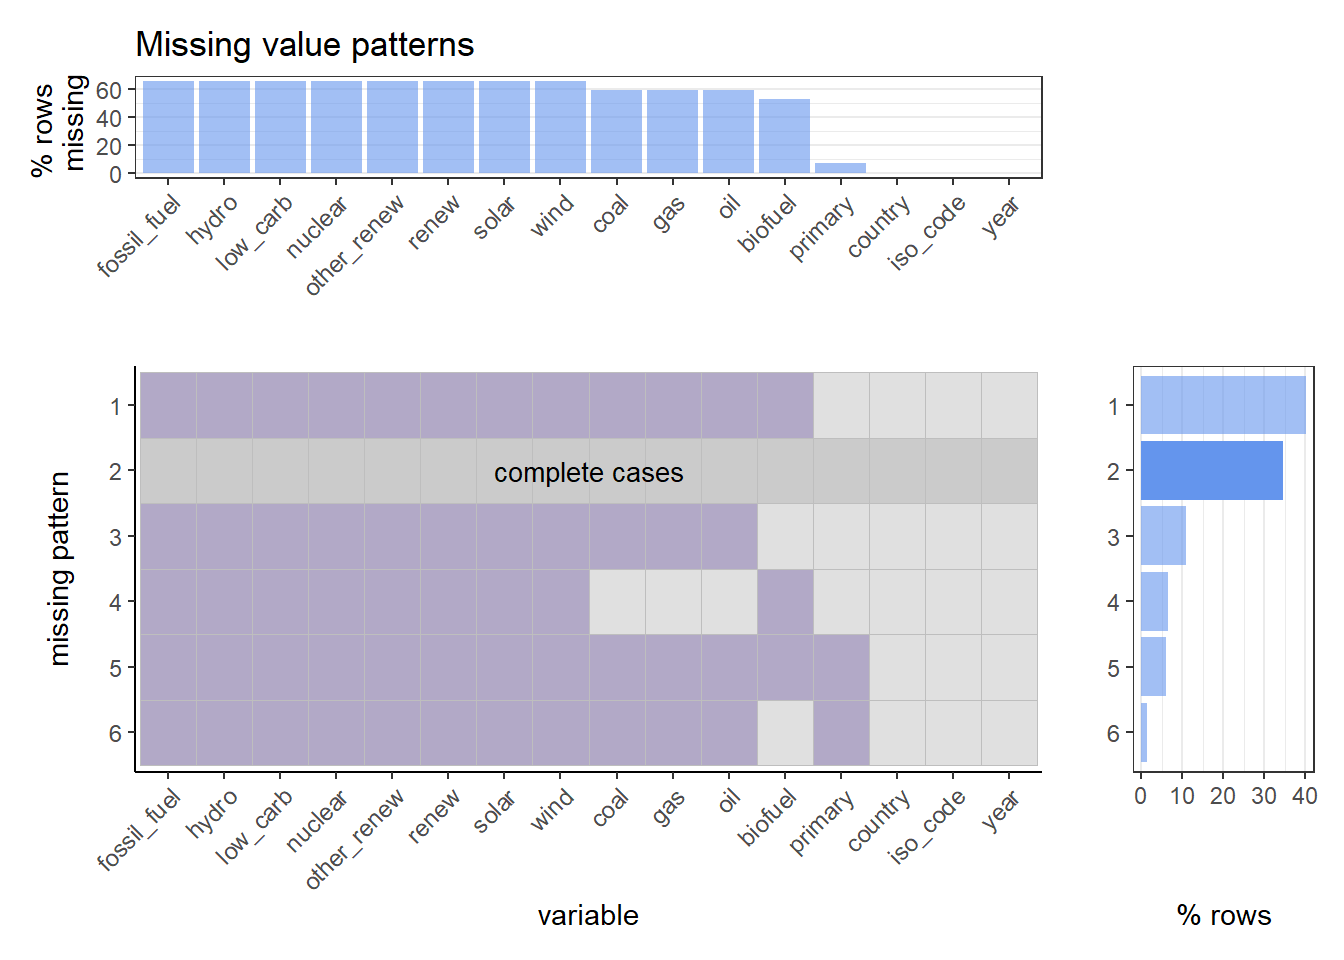 Missing value patterns
% rows
missing
60
40
20
0
fossil_fuel
hydro
low_carb
nuclear
other_renew
renew
solar
wind
coal
gas
oil
biofuel
primary
country
iso_code
year
missing pattern
1
2
3
4
5
6
complete cases
fossil_fuel
hydro
low_carb
nuclear
other_renew
renew
solar
wind
coal
gas
oil
biofuel
primary
country
iso_code
year
variable
1
2
3
4
5
6
0 10 20 30 40
% rows